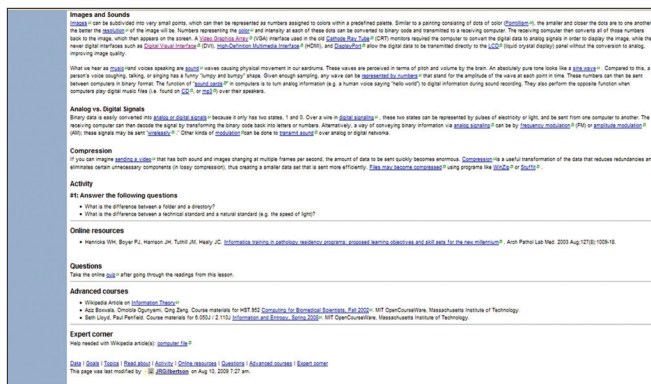 Images and Sounds
Images can be subdivided into very small points, which can then be represented as numbers assigned to colors within a predefined palette. Similar to a painting consisting of dots of color (Pointillism), the smaller and closer the dots are to one another
the better the resolution of the image will be. Numbers representing the color and intensity at each dot can then be subdivided into binary code and transmitted to a receiving computer. The receiving computer then converts all of those numbers
back to the image, which then appears on the screen. A Video Graphics Array (VGA) interface used in the old Cathode Ray Tube (CRT) monitors required the computer to convert the digital data to analog signals in order to display the image, while the
newer digital interfaces such as Digital Visual Interface (DVI), High-Definition Multimedia Interface (HDMI), and DisplayPort allow the digital data to be transmitted directly to the LCD (liquid crystal display) panel without the conversion to analog,
improving image quality.
What we hear as music and voices speaking are sound waves causing physical movement in our eardrums. These waves are perceived in terms of pitch and volume by the brain. An absolutely pure tone looks like a sine wave. Compared to this, a
person's voice coughing, talking, or singing has a funny "lumpy and bumpy" shape. Given enough sampling, any wave can be represented by numbers that stand for the amplitude of the wave at each point in time. These numbers can then be sent
between computers in binary format. The function of "sound cards" in computers is to turn analog information (e.g. a human voice saying "hello world") to digital information during sound recording. They also perform the opposite function when
computer play digital music files (i.e. found on CD, or mp3) over their speakers.
Analog vs. Digital Signals
Binary data is easily converted into analog or digital signals because it only has two states, 1 and 0. Over a wire in digital signaling, these two states can be represented by pulses of electricity or light, and be sent from one computer to another. The
receiving computer can then decode the signal by transforming the binary code back into letters or numbers. Alternatively, a way of conveying binary information via analog signaling can be by frequency modulation (FM) or amplitude modulation
(AM); these signals may be sent "wirelessly." Other kinds of modulation can be done to transmit sound over analog or digital networks.
Compression
If you can imagine sending a video that has both sound and images changing at multiple frames per second, the amount of data to be sent quickly becomes enormous. Compression is a useful transformation of the data that reduces redundancies and
eliminates certain unnecessary components (in lossy compression), thus creating a smaller data set that is sent more efficiently. Files may become compressed using programs like WinZip or StuffIt.
Activity
#1: Answer the following questions
• What is the difference between a folder and a directory?
• What is the difference between a technical standard and a natural standard (e.g. the speed of light)?
Online resources
• Henricks WH, Boyer PJ, Harrison JH, Tuthill JM, Healy JC. Informatics training in pathology residency programs: proposed learning objectives and skill sets for the new millennium. Arch Pathol Lab Med. 2003 Aug;127(8):1009-18.
Questions
Take the online quiz after going through the readings from this lesson.
Advanced courses
• Wikipedia Article on Information Theory
• Aziz Boxwala, Omolola Ogunyemi, Qing Zeng. Course materials for HST.952 Computing for Biomedical Scientists, Fall 2002. MIT OpenCourseWare, Massachusetts Institute of Technology.
• Seth Lloyd, Paul Penfield. Course materials for 6.050J / 2.110J Information and Entropy, Spring 2008. MIT OpenCourseWare, Massachusetts Institute of Technology.
Expert corner
Help needed with Wikipedia article(s): computer file
Data | Goals | Topics | Read about | Activity | Online resources | Questions | Advanced courses | Expert corner
This page was last modified by JRGilbertson on Aug 10, 2009 7:27 am.